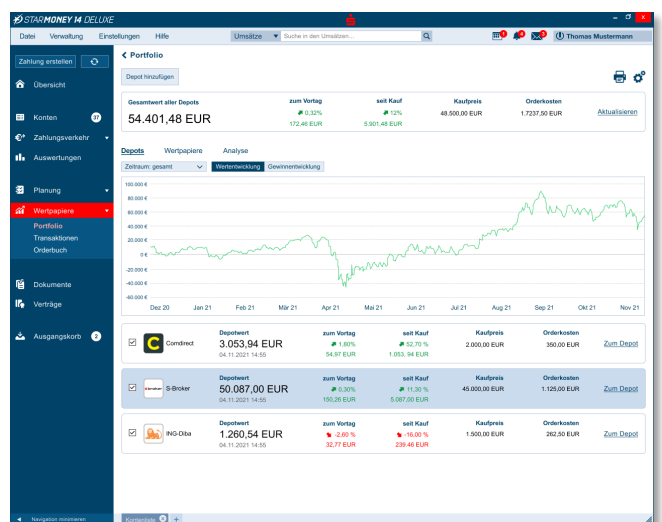 STARMONEY 14 DELUXE
Datei Verwaltung Einstellungen Hilfe Umsätze Suche in den Umsätzen... Thomas Mustermann
Zahlung erstellen
Übersicht
Konten 37
Zahlungsverkehr
Auswertungen
Planung
Wertpapiere
Portfolio
Transaktionen
Orderbuch
Dokumente
Verträge
Ausgangskorb 2
Navigation minimieren
Portfolio
Depot hinzufügen
Gesamtwert aller Depots zum Vortag seit Kauf Kaufpreis Orderkosten
54.401,48 EUR 0,32% 12% 48.500,00 EUR 1.7237,50 EUR Aktualisieren
172,46 EUR 5.901,48 EUR
Depots Wertpapiere Analyse
Zeitraum: gesamt Wertentwicklung Gewinnentwicklung
100.000 €
80.000 €
60.000 €
40.000 €
20.000 €
0 €
-20.000 €
-40.000 €
-60.000 €
Dez 20 Jan 21 Feb 21 Mär 21 Apr 21 Mai 21 Jun 21 Jul 21 Aug 21 Sep 21 Okt 21 Nov 21
Depotwert zum Vortag seit Kauf Kaufpreis Orderkosten
Comdirect 3.053,94 EUR 1,80% 52,70 % 2.000,00 EUR 350,00 EUR Zum Depot
04.11.2021 14:55 54,97 EUR 1.053, 94 EUR
Depotwert zum Vortag seit Kauf Kaufpreis Orderkosten
S-Broker 50.087,00 EUR 0,30% 11,30 % 45.000,00 EUR 1.125,00 EUR Zum Depot
04.11.2021 14:55 150,26 EUR 5.087,00 EUR
Depotwert zum Vortag seit Kauf Kaufpreis Orderkosten
ING-Diba 1.260,54 EUR -2,60 % -16,00 % 1.500,00 EUR 262,50 EUR Zum Depot
04.11.2021 14:55 32,77 EUR 239,46 EUR
Kontenliste +